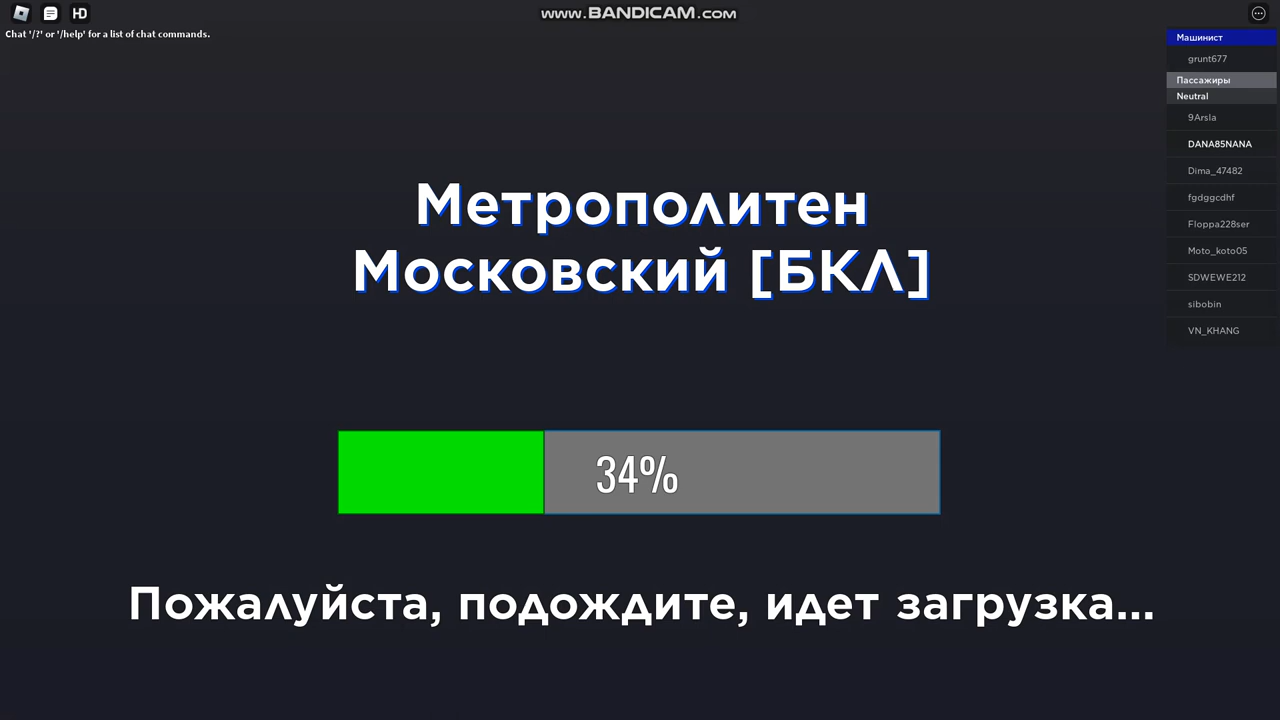 HD
www.BANDICAM.com
Chat '/?' or '/help' for a list of chat commands.
Машинист
grunt677
Пассажиры
Neutral
9Arsla
DANA85NANA
Dima_47482
fgdggcdhf
Floppa228ser
Moto_koto05
SDWEWE212
sibobin
VN_KHANG
Метрополитен
Московский [БКЛ]
34%
Пожалуйста, подождите, идет загрузка...